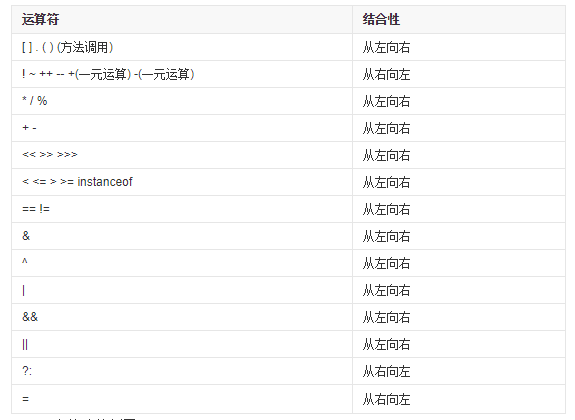 运算符 结合性
[ ] . ( ) (方法调用) 从左向右
! ~ ++ -- +(一元运算) -(一元运算) 从右向左
* / % 从左向右
+ - 从左向右
<< >> >>> 从左向右
< <= > >= instanceof 从左向右
== != 从左向右
& 从左向右
^ 从左向右
| 从左向右
&& 从左向右
|| 从左向右
?: 从右向左
= 从右向左